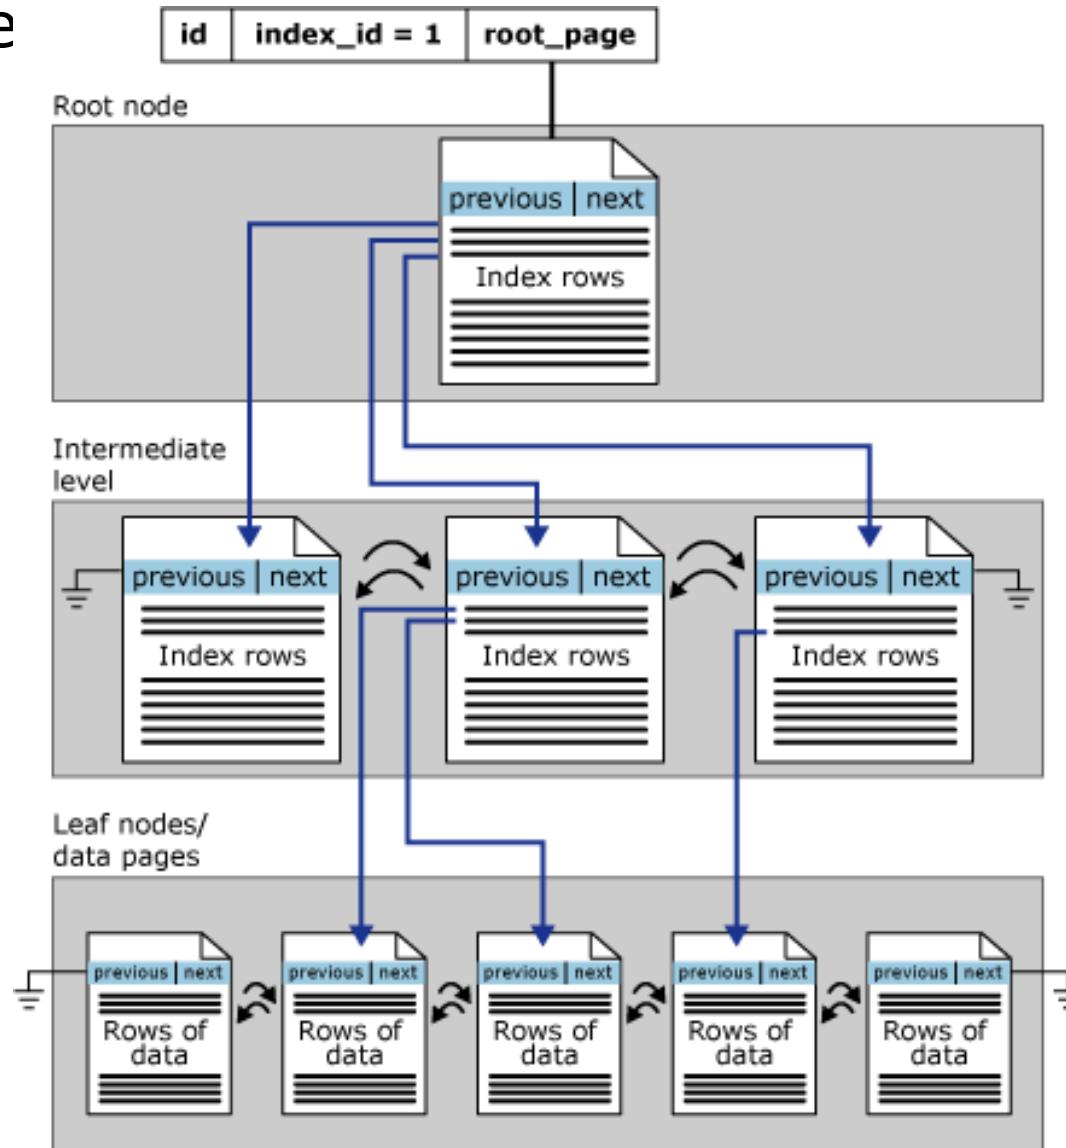 e
id index_id = 1 root_page
Root node
previous next
Index rows
Intermediate
level
previous next previous next previous next
Index rows Index rows Index rows
Leaf nodes/
data pages
previous next previous next previous next previous next previous next
Rows of Rows of Rows of Rows of Rows of
data data data data data